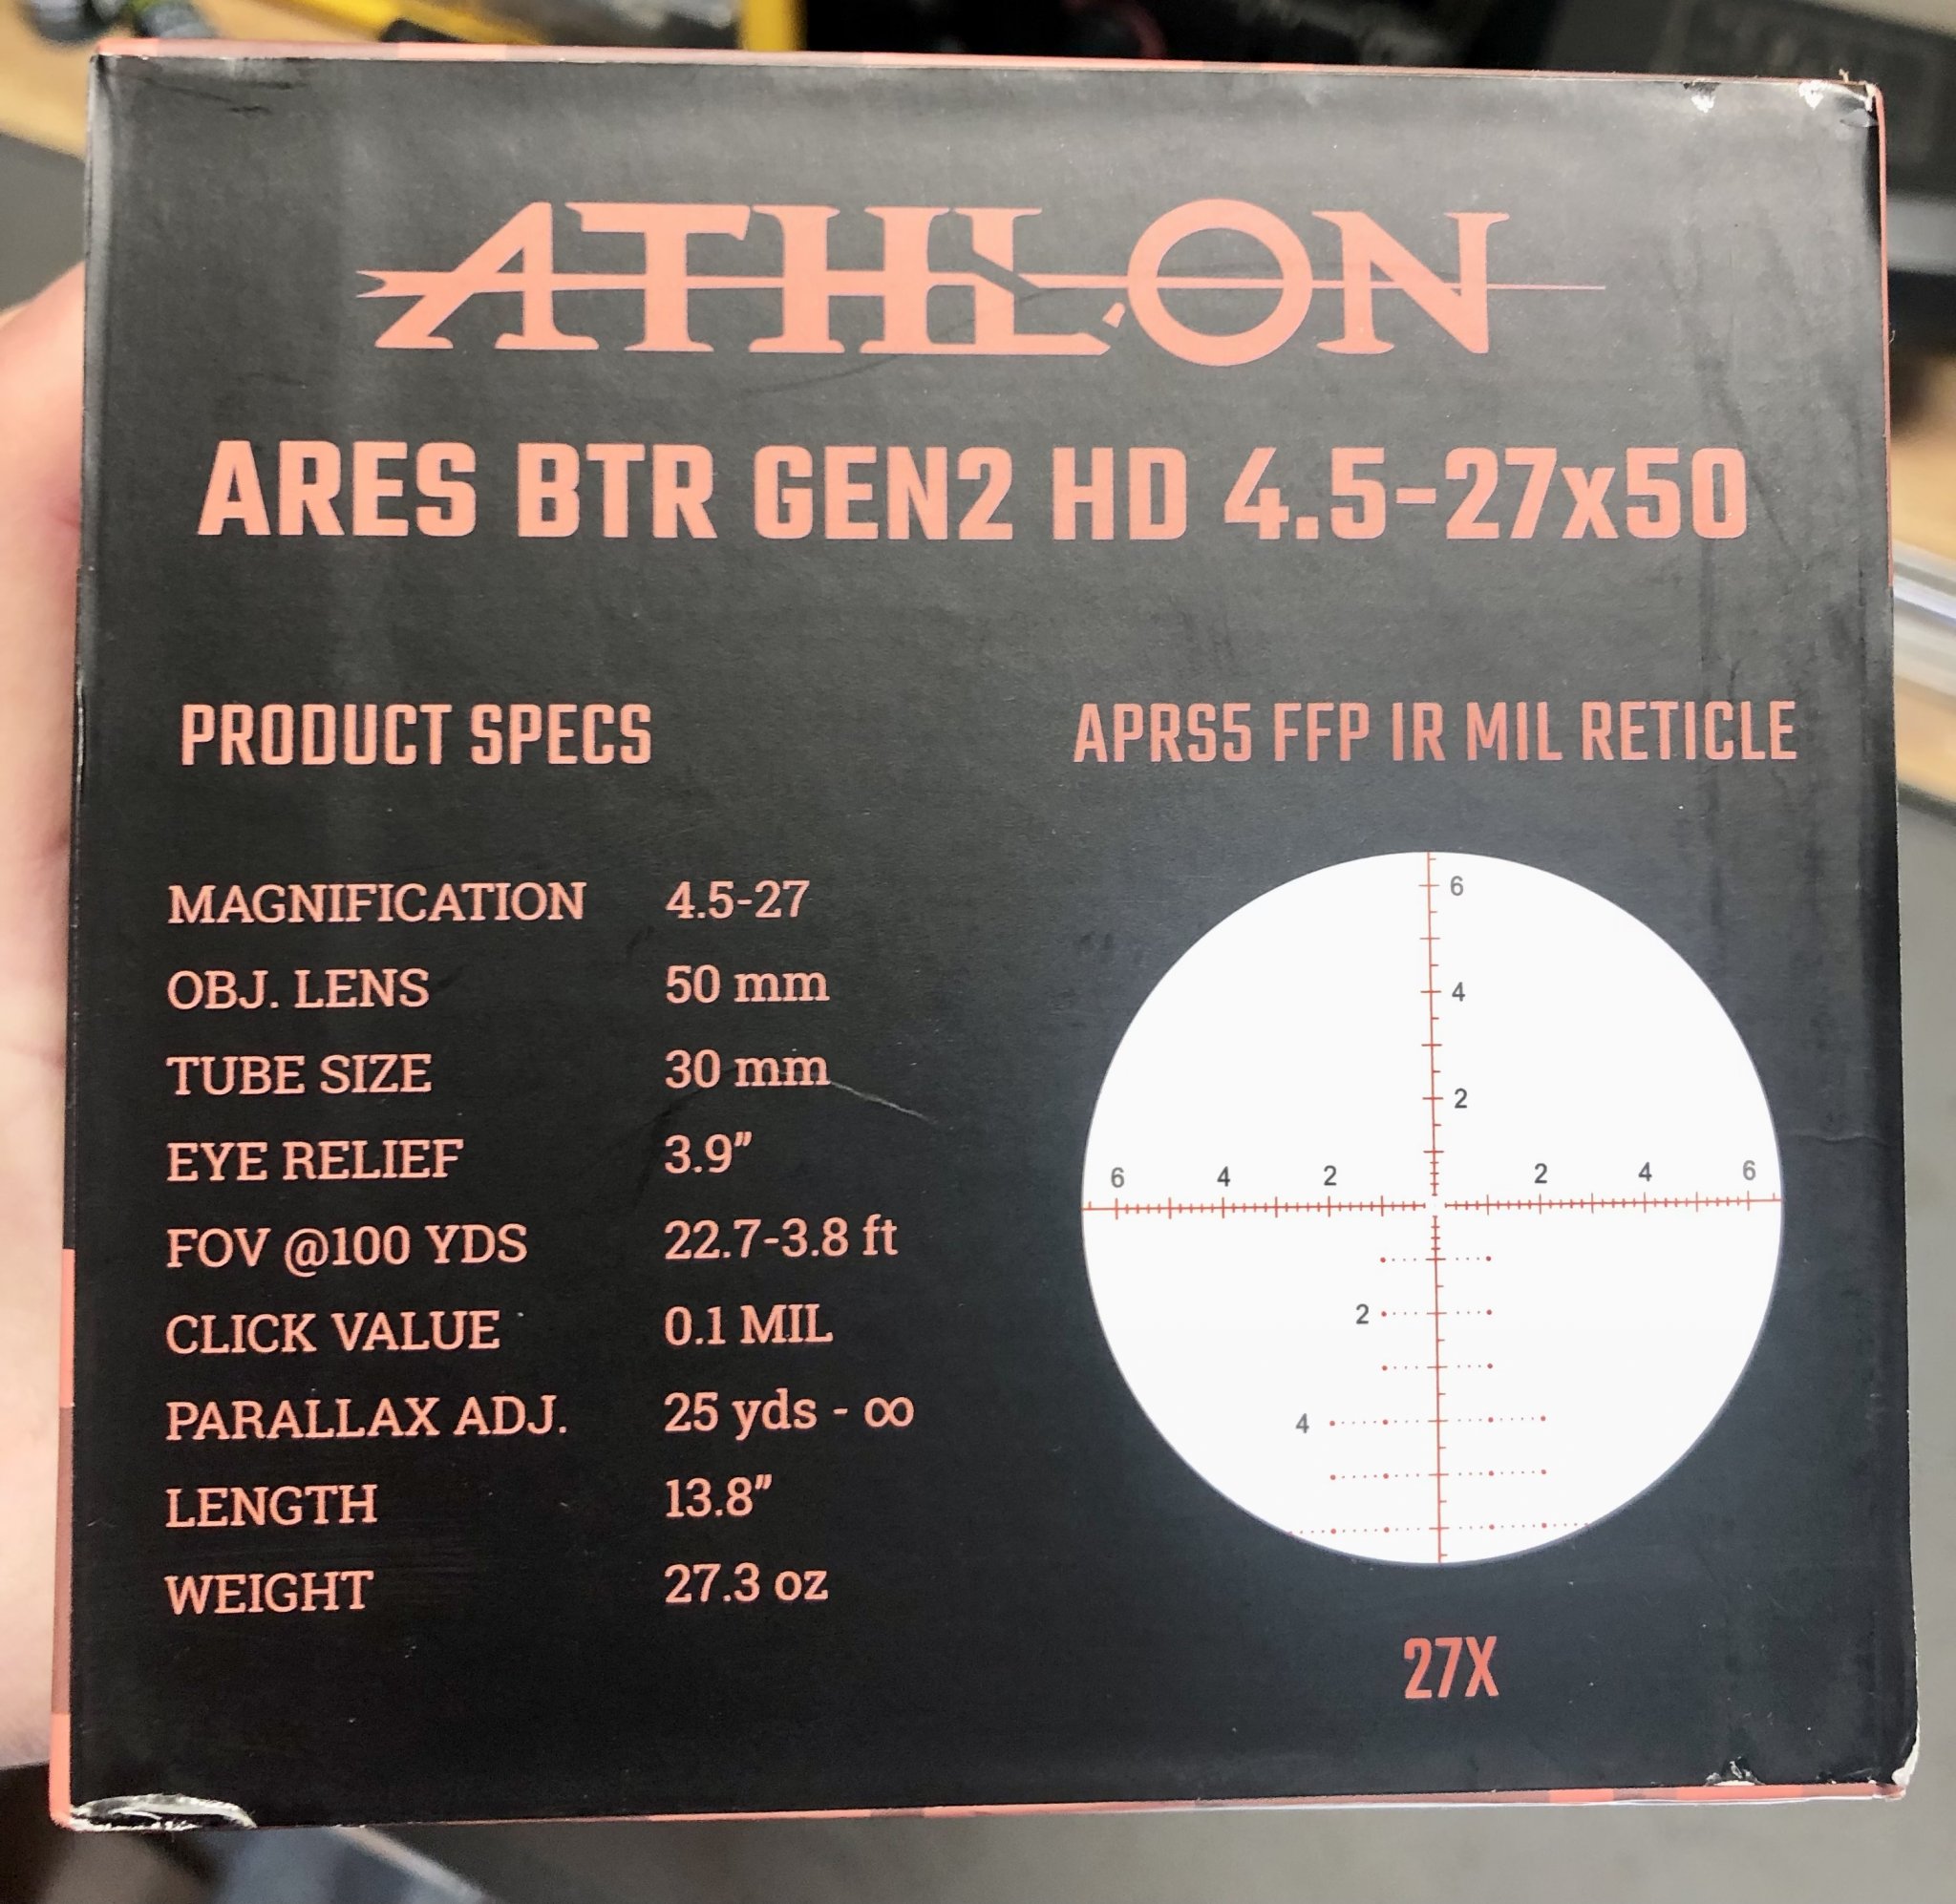 ATHLON
ARES BTR GEN2 HD 4.5-27x50
PRODUCT SPECS
MAGNIFICATION 4.5-27
OBJ. LENS 50 mm
TUBE SIZE 30 mm
EYE RELIEF 3.9”
FOV @100 YDS 22.7-3.8 ft
CLICK VALUE 0.1 MIL
PARALLAX ADJ. 25 yds - ∞
LENGTH 13.8”
WEIGHT 27.3 oz
APRS5 FFP IR MIL RETICLE
6
4
2
6 4 2 2 4 6
2
4
27X